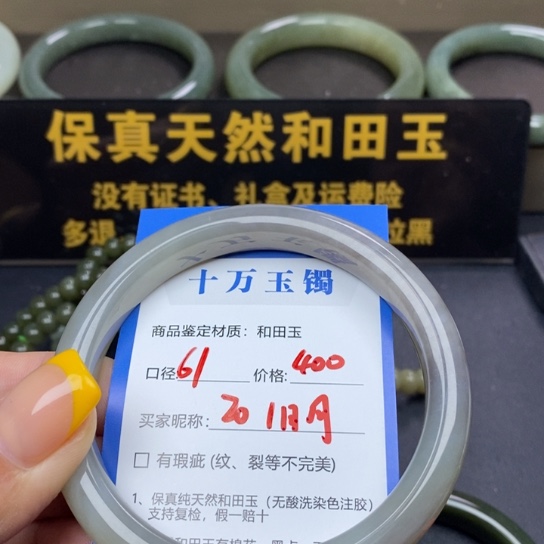 保真天然和田玉
没有证书、礼盒及运费险
多退 拉黑
十万玉镯
商品鉴定材质：和田玉
口径: 61 价格: 400
买家昵称: 20
□ 有瑕疵 (纹、裂等不完美)
1、保真纯天然和田玉（无酸洗染色注胶）
支持复检，假一赔十